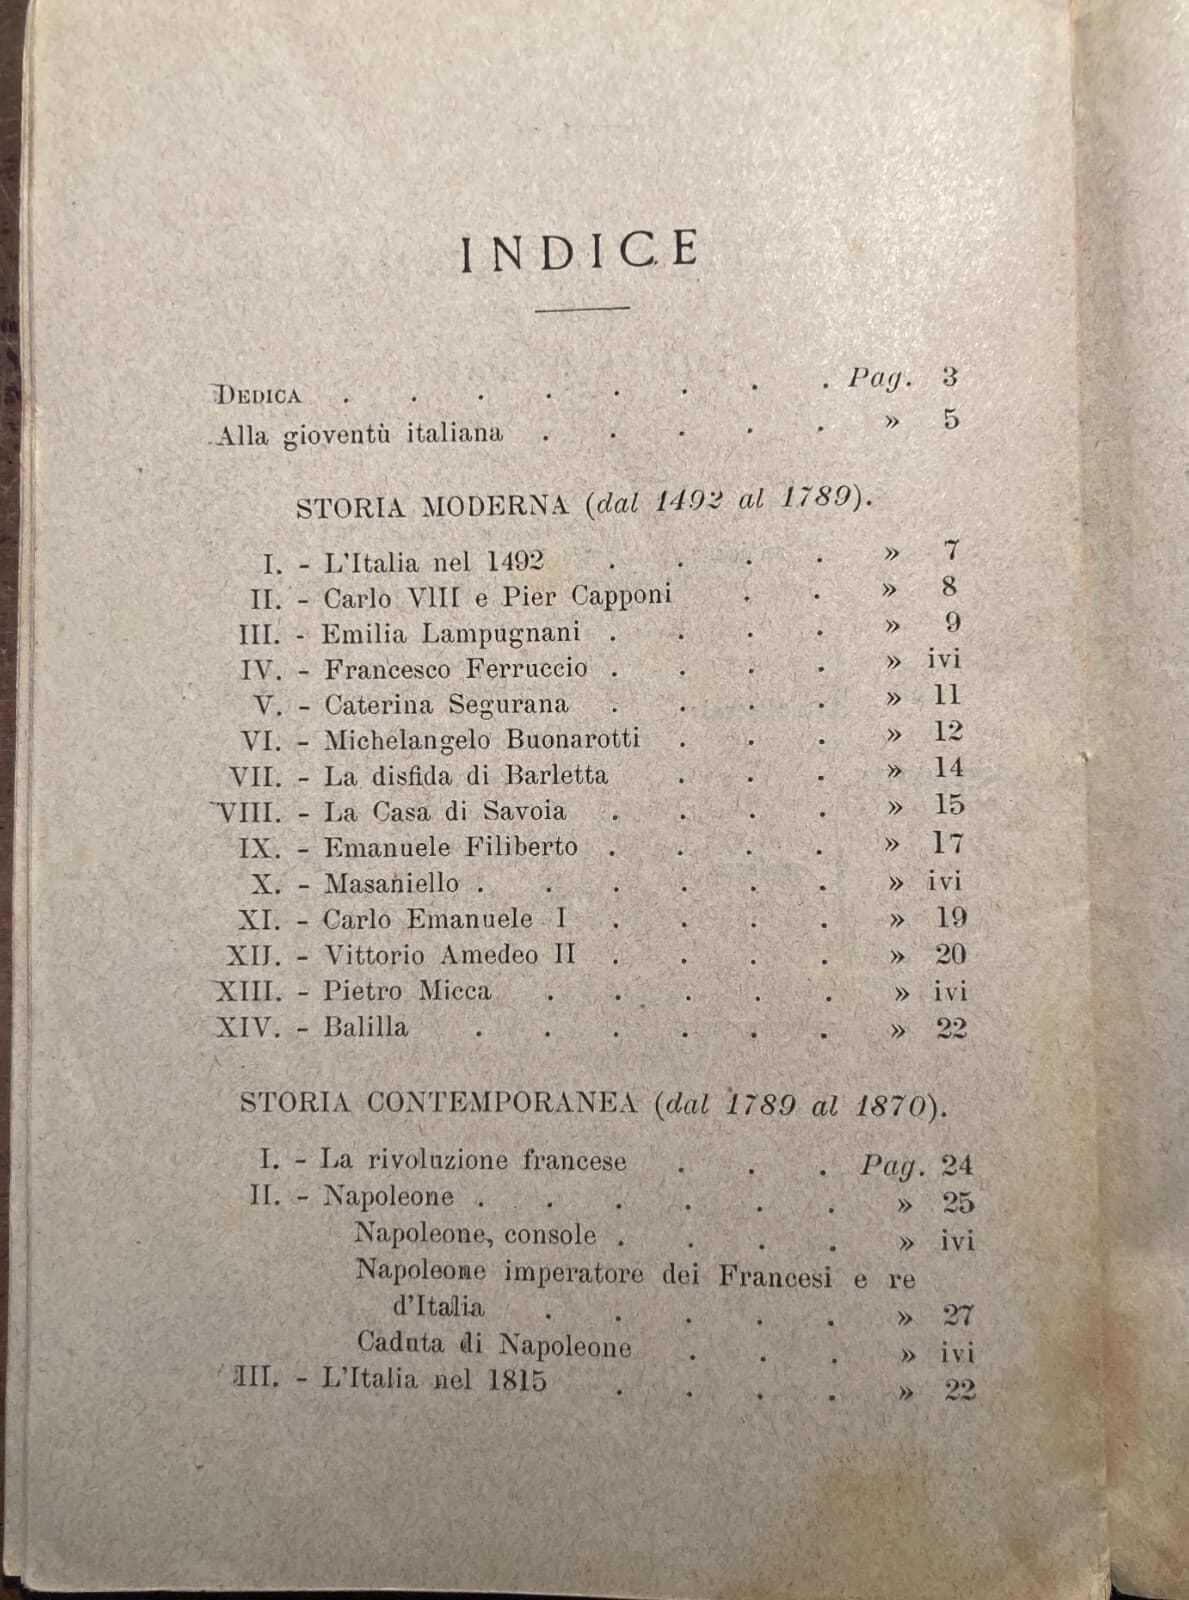 INDICE
DEDICA . . . . . . . . Pag. 3
Alla gioventù italiana . . . . . » 5
STORIA MODERNA (dal 1492 al 1789).
I. - L'Italia nel 1492 . . . . » 7
II. - Carlo VIII e Pier Capponi . . » 8
III. - Emilia Lampugnani . . . . » 9
IV. - Francesco Ferruccio . . . . » ivi
V. - Caterina Segurana . . . . » 11
VI. - Michelangelo Buonarotti . . . » 12
VII. - La disfida di Barletta . . . » 14
VIII. - La Casa di Savoia . . . . » 15
IX. - Emanuele Filiberto . . . . » 17
X. - Masaniello . . . . . . » ivi
XI. - Carlo Emanuele I . . . . » 19
XII. - Vittorio Amedeo II . . . . » 20
XIII. - Pietro Micca . . . . . » ivi
XIV. - Balilla . . . . . . » 22
STORIA CONTEMPORANEA (dal 1789 al 1870).
I. - La rivoluzione francese . . . Pag. 24
II. - Napoleone . . . . . . » 25
Napoleone, console . . . . » ivi
Napoleone imperatore dei Francesi e re
d'Italia . . . . . » 27
Caduta di Napoleone . . . » ivi
III. - L'Italia nel 1815 . . . . » 22